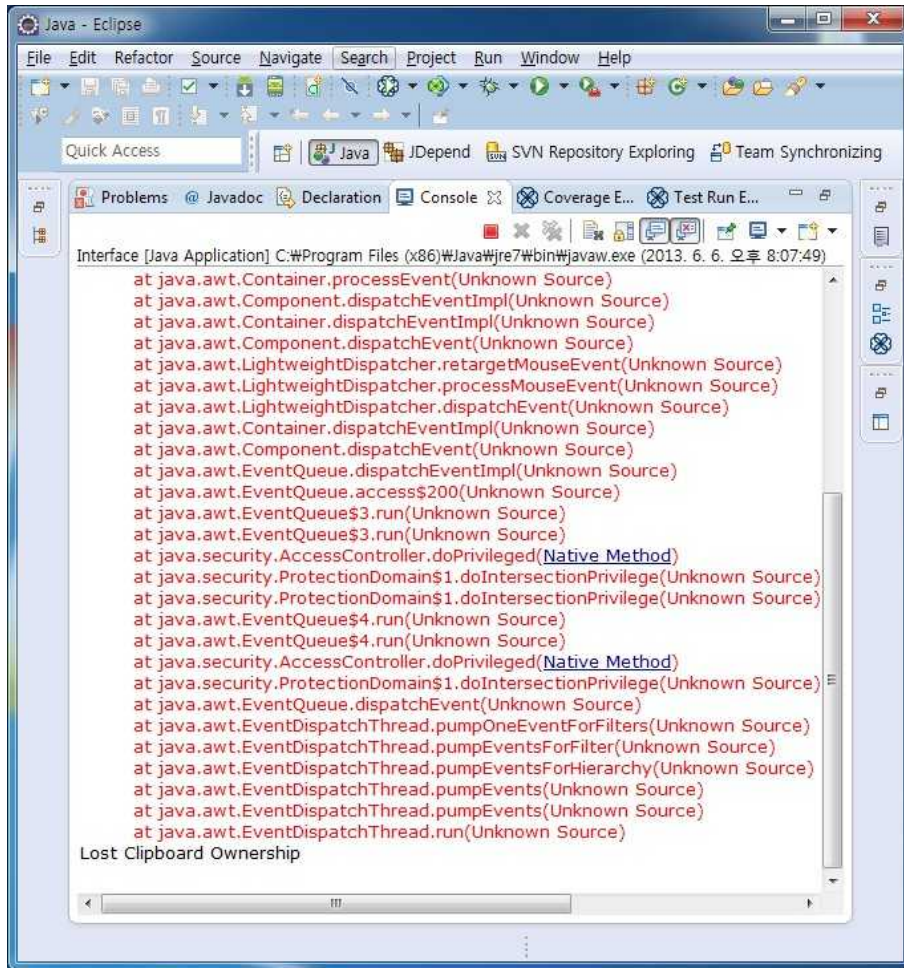 Java - Eclipse
File Edit Refactor Source Navigate Search Project Run Window Help
Quick Access Java JDepend SVN Repository Exploring Team Synchronizing
Problems @ Javadoc Declaration Console Coverage E... Test Run E...
Interface [Java Application] C:₩Program Files (x86)₩Java₩jre7₩bin₩javaw.exe (2013. 6. 6. 오후 8:07:49)
at java.awt.Container.processEvent(Unknown Source)
at java.awt.Component.dispatchEventImpl(Unknown Source)
at java.awt.Container.dispatchEventImpl(Unknown Source)
at java.awt.Component.dispatchEvent(Unknown Source)
at java.awt.LightweightDispatcher.retargetMouseEvent(Unknown Source)
at java.awt.LightweightDispatcher.processMouseEvent(Unknown Source)
at java.awt.LightweightDispatcher.dispatchEvent(Unknown Source)
at java.awt.Container.dispatchEventImpl(Unknown Source)
at java.awt.Component.dispatchEvent(Unknown Source)
at java.awt.EventQueue.dispatchEventImpl(Unknown Source)
at java.awt.EventQueue.access$200(Unknown Source)
at java.awt.EventQueue$3.run(Unknown Source)
at java.awt.EventQueue$3.run(Unknown Source)
at java.security.AccessController.doPrivileged(Native Method)
at java.security.ProtectionDomain$1.doIntersectionPrivilege(Unknown Source)
at java.security.ProtectionDomain$1.doIntersectionPrivilege(Unknown Source)
at java.awt.EventQueue$4.run(Unknown Source)
at java.awt.EventQueue$4.run(Unknown Source)
at java.security.AccessController.doPrivileged(Native Method)
at java.security.ProtectionDomain$1.doIntersectionPrivilege(Unknown Source)
at java.awt.EventQueue.dispatchEvent(Unknown Source)
at java.awt.EventDispatchThread.pumpOneEventForFilters(Unknown Source)
at java.awt.EventDispatchThread.pumpEventsForFilter(Unknown Source)
at java.awt.EventDispatchThread.pumpEventsForHierarchy(Unknown Source)
at java.awt.EventDispatchThread.pumpEvents(Unknown Source)
at java.awt.EventDispatchThread.pumpEvents(Unknown Source)
at java.awt.EventDispatchThread.run(Unknown Source)
Lost Clipboard Ownership